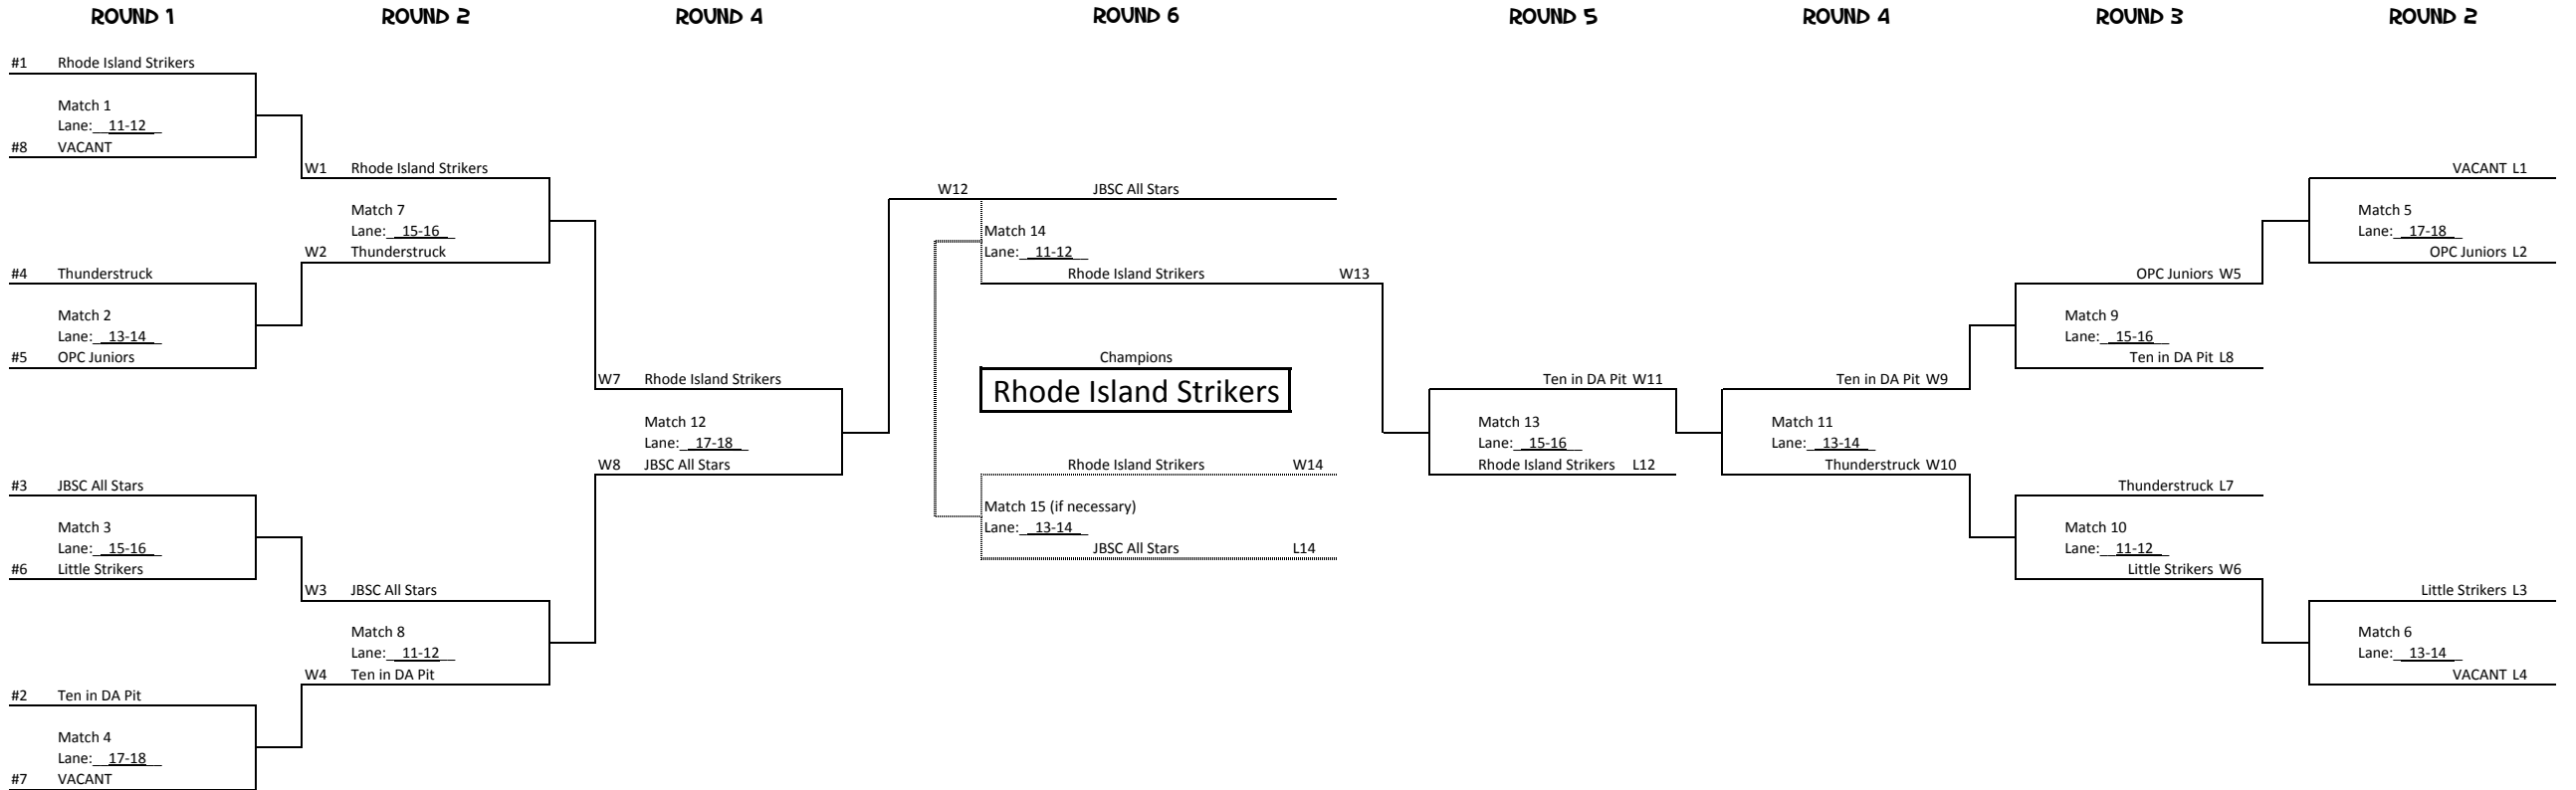 ROUND 1 ROUND 2 ROUND 4 ROUND 6 ROUND 5 ROUND 4 ROUND 3 ROUND 2
#1 Rhode Island Strikers
Match 1
Lane: 11-12
#8 VACANT
#4 Thunderstruck
Match 2
Lane: 13-14
#5 OPC Juniors
#3 JBSC All Stars
Match 3
Lane: 15-16
#6 Little Strikers
#2 Ten in DA Pit
Match 4
Lane: 17-18
#7 VACANT
W1 Rhode Island Strikers
Match 7
Lane: 15-16
W2 Thunderstruck
W3 JBSC All Stars
Match 8
Lane: 11-12
W4 Ten in DA Pit
W7 Rhode Island Strikers
Match 12
Lane: 17-18
W8 JBSC All Stars
W12 JBSC All Stars
Match 14
Lane: 11-12
Rhode Island Strikers W13
Champions
Rhode Island Strikers
Rhode Island Strikers W14
Match 15 (if necessary)
Lane: 13-14
JBSC All Stars L14
Ten in DA Pit W11
Match 13
Lane: 15-16
Rhode Island Strikers L12
Ten in DA Pit W9
Match 11
Lane: 13-14
Thunderstruck W10
OPC Juniors W5
Match 9
Lane: 15-16
Ten in DA Pit L8
Thunderstruck L7
Match 10
Lane: 11-12
Little Strikers W6
VACANT L1
Match 5
Lane: 17-18
OPC Juniors L2
Little Strikers L3
Match 6
Lane: 13-14
VACANT L4